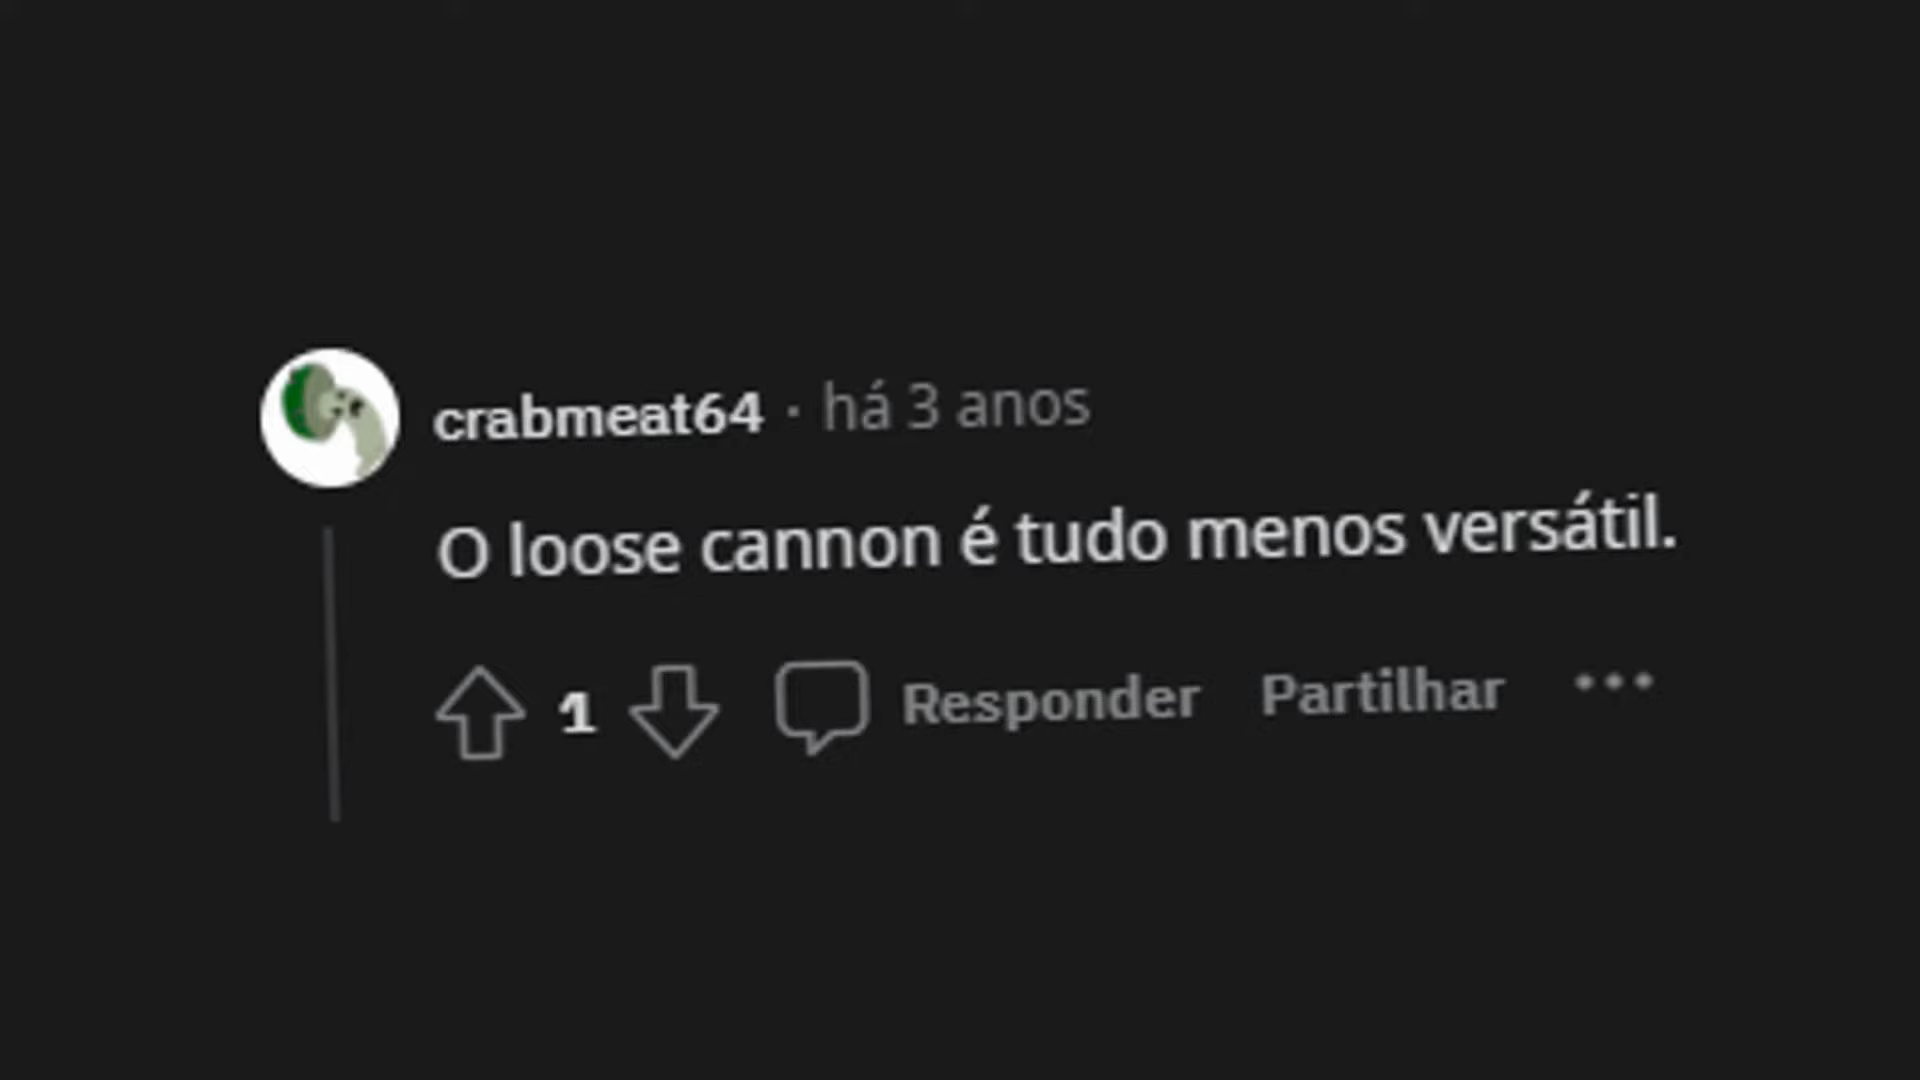 crabmeat64 · há 3 anos
O loose cannon é tudo menos versátil.
1 Responder Partilhar ...